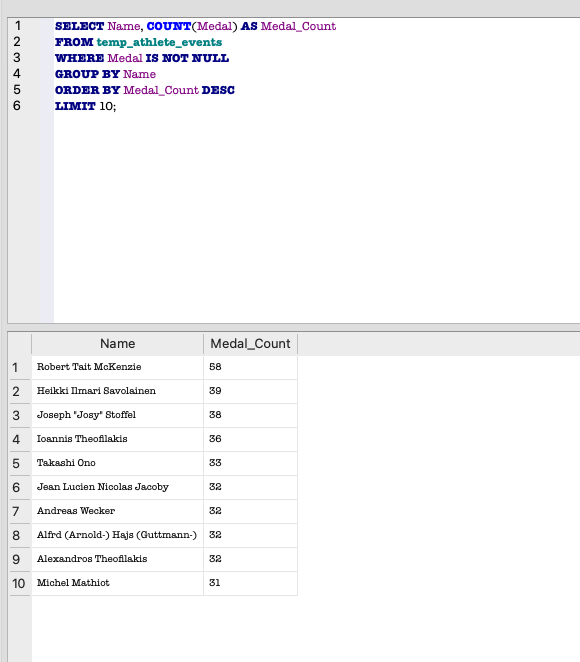 1 SELECT Name, COUNT(Medal) AS Medal_Count
2 FROM temp_athlete_events
3 WHERE Medal IS NOT NULL
4 GROUP BY Name
5 ORDER BY Medal_Count DESC
6 LIMIT 10;
Name Medal_Count
1 Robert Tait McKenzie 58
2 Heikki Ilmari Savolainen 39
3 Joseph "Josy" Stoffel 38
4 Ioannis Theofilakis 36
5 Takashi Ono 33
6 Jean Lucien Nicolas Jacoby 32
7 Andreas Wecker 32
8 Alfrd (Arnold-) Hajs (Guttmann-) 32
9 Alexandros Theofilakis 32
10 Michel Mathiot 31